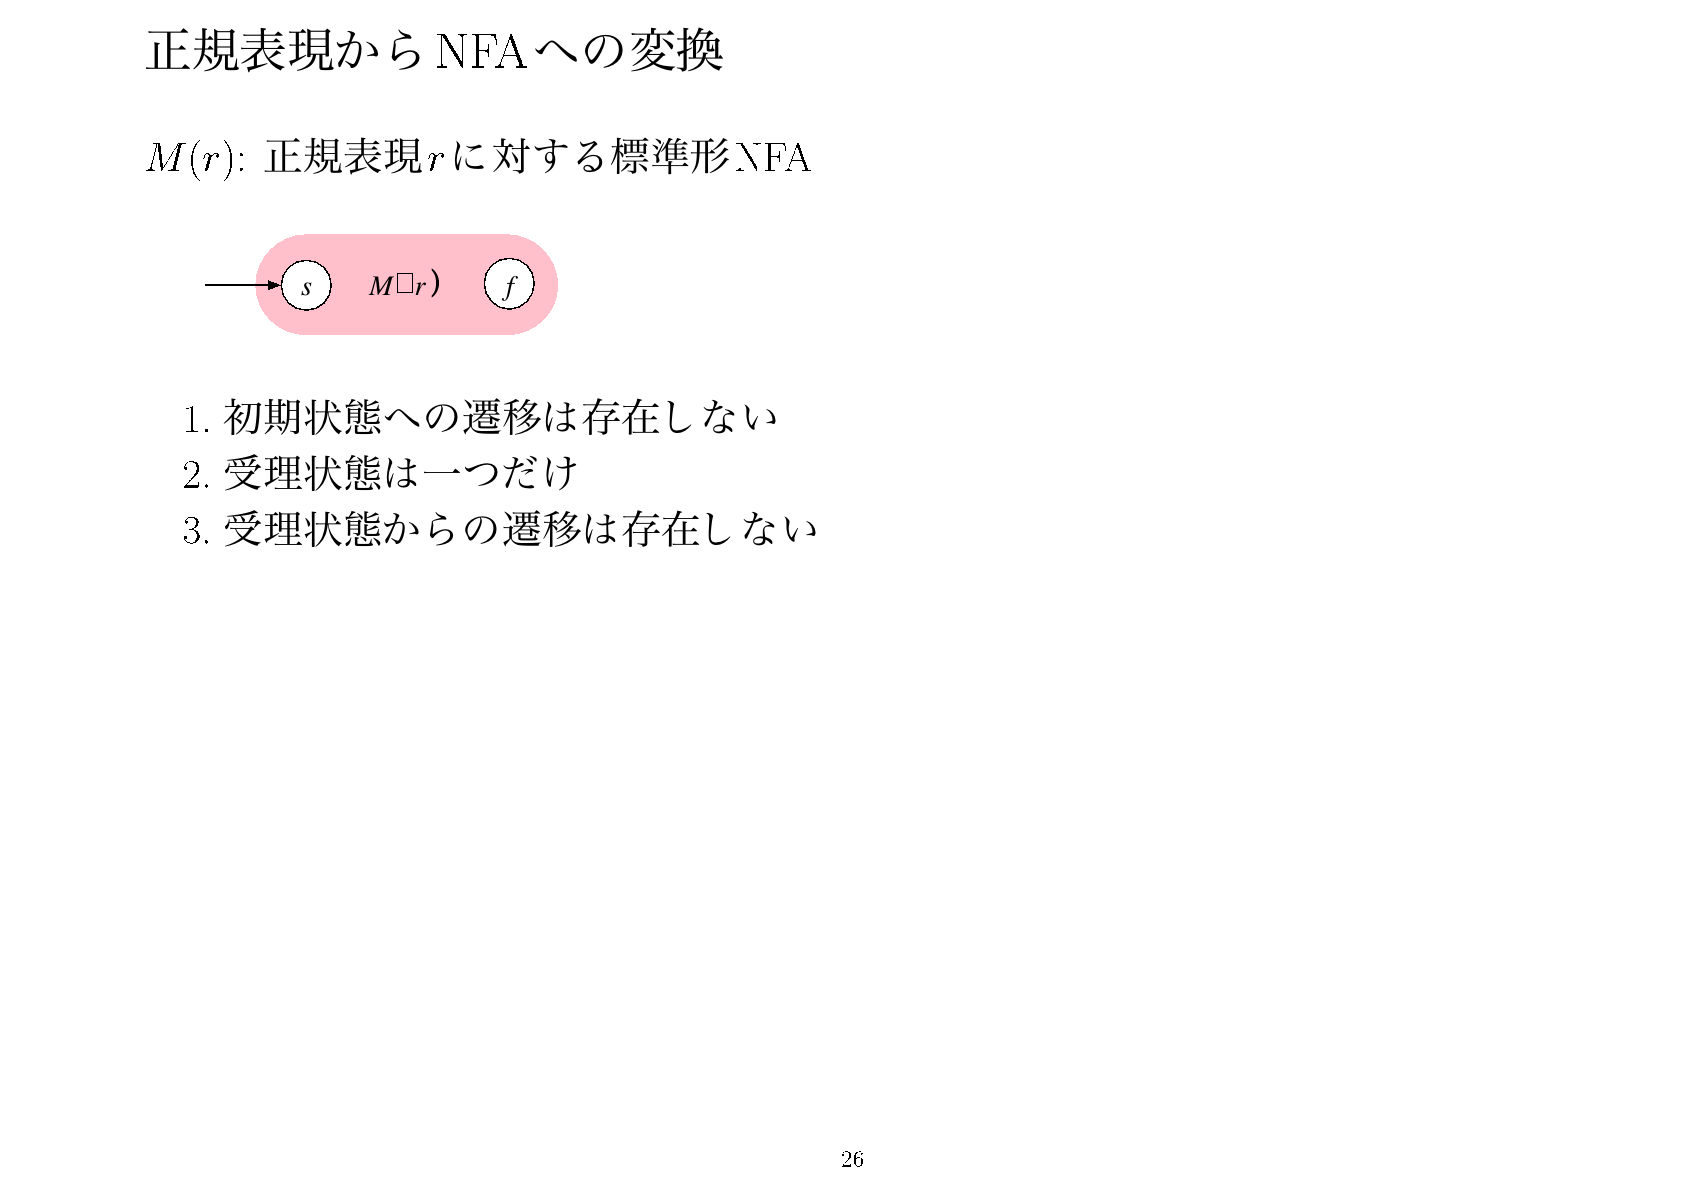 正規表現からNFAへの変換
M(r): 正規表現rに対する標準形NFA
s M□r) f
1. 初期状態への遷移は存在しない
2. 受理状態は一つだけ
3. 受理状態からの遷移は存在しない
26